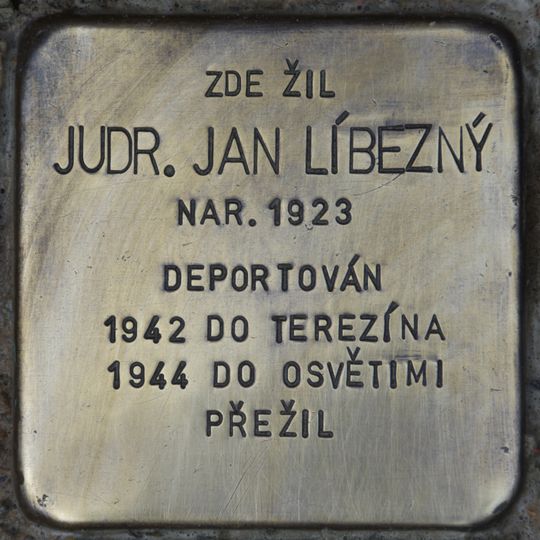 ZDE ŽIL
JUDR. JAN LÍBEZNÝ
NAR. 1923
DEPORTOVÁN
1942 DO TEREZÍNA
1944 DO OSVĚTIMI
PŘEŽIL